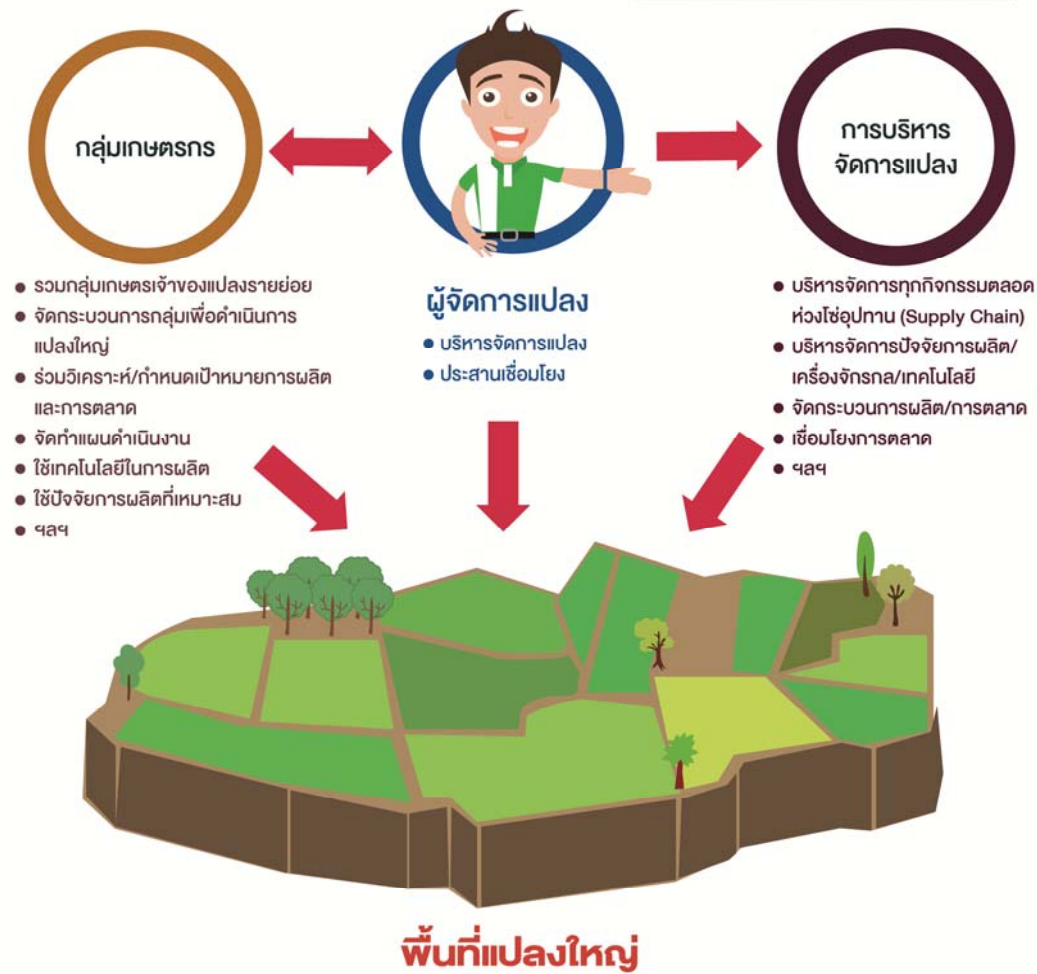 กลุ่มเกษตรกร
• รวมกลุ่มเกษตรเจ้าของแปลงรายย่อย
• จัดกระบวนการกลุ่มเพื่อดำเนินการ
แปลงใหญ่
• ร่วมวิเคราะห์/กำหนดเป้าหมายการผลิต
และการตลาด
• จัดทำแผนดำเนินงาน
• ใช้เทคโนโลยีในการผลิต
• ใช้ปัจจัยการผลิตที่เหมาะสม
• ฯลฯ
ผู้จัดการแปลง
• บริหารจัดการแปลง
• ประสานเชื่อมโยง
การบริหาร
จัดการแปลง
• บริหารจัดการทุกกิจกรรมตลอด
ห่วงโซ่อุปทาน (Supply Chain)
• บริหารจัดการปัจจัยการผลิต/
เครื่องจักรกล/เทคโนโลยี
• จัดกระบวนการผลิต/การตลาด
• เชื่อมโยงการตลาด
• ฯลฯ
พื้นที่แปลงใหญ่